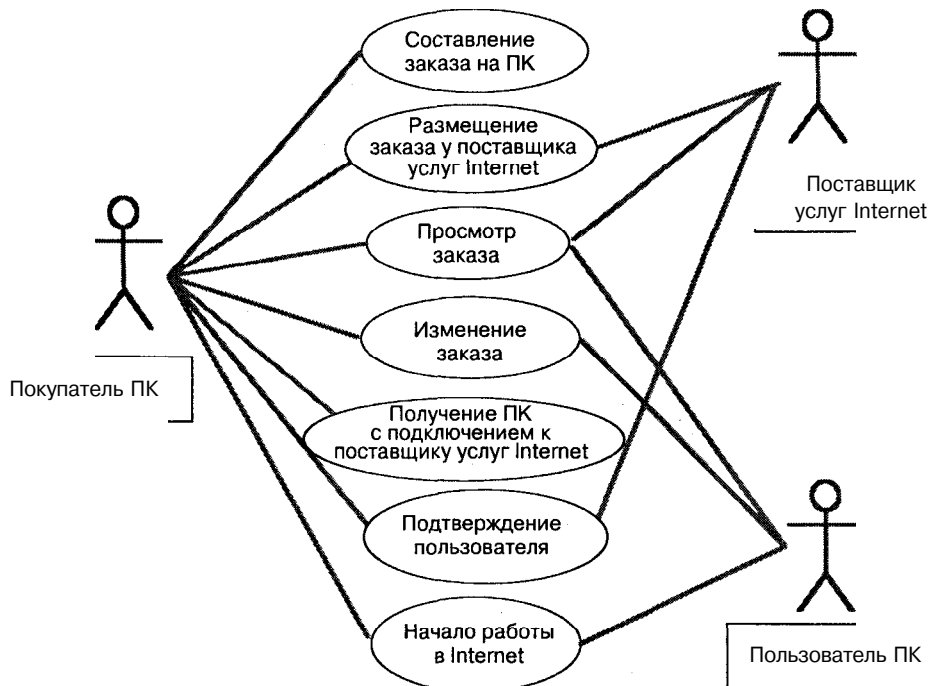 Составление
заказа на ПК
Размещение
заказа у поставщика
услуг Internet
Поставщик
услуг Internet
Просмотр
заказа
Изменение
заказа
Покупатель ПК
Получение ПК
с подключением к
поставщику услуг Internet
Подтверждение
пользователя
Начало работы
в Internet
Пользователь ПК